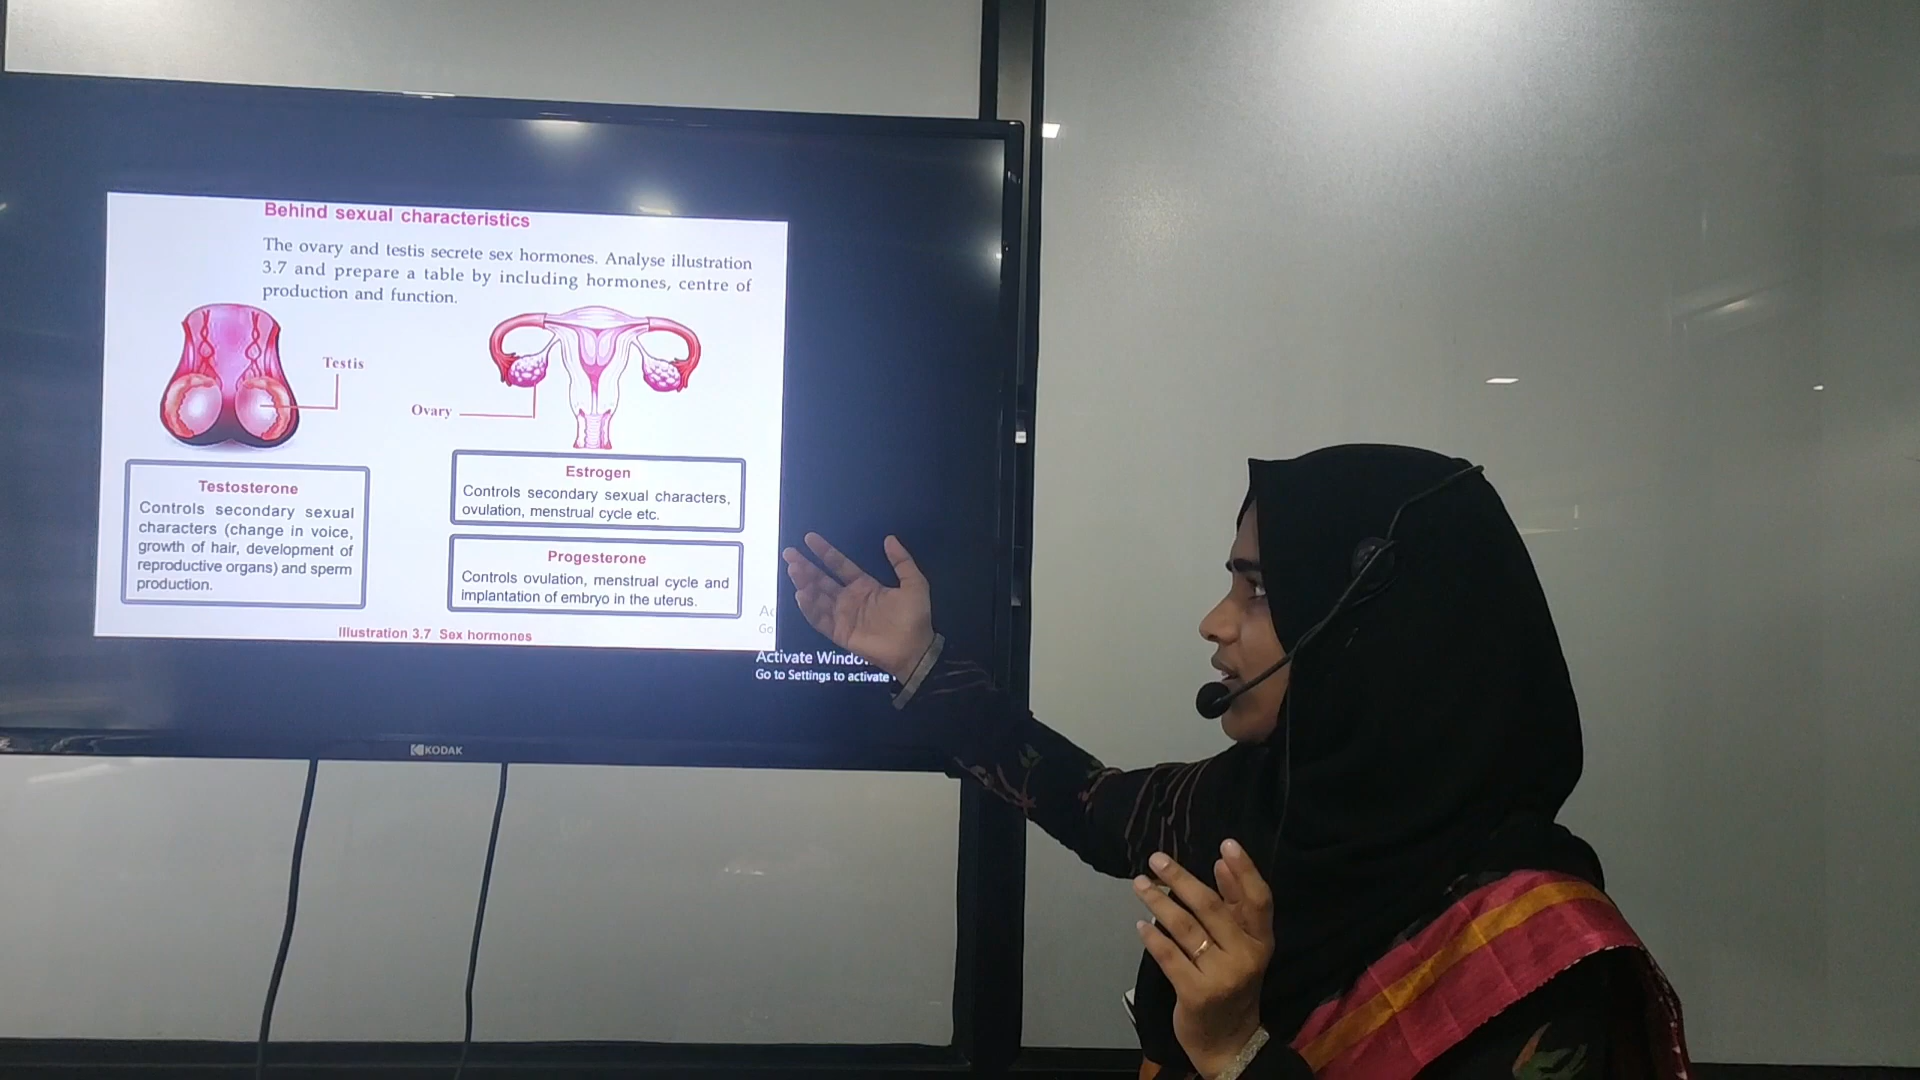 Behind sexual characteristics
The ovary and testis secrete sex hormones. Analyse illustration
3.7 and prepare a table by including hormones, centre of
production and function.
Testis
Ovary
Testosterone
Controls secondary sexual
characters (change in voice,
growth of hair, development of
reproductive organs) and sperm
production.
Estrogen
Controls secondary sexual characters,
ovulation, menstrual cycle etc.
Progesterone
Controls ovulation, menstrual cycle and
implantation of embryo in the uterus.
Illustration 3.7 Sex hormones
Activate
Go to Settings to activate
KODAK